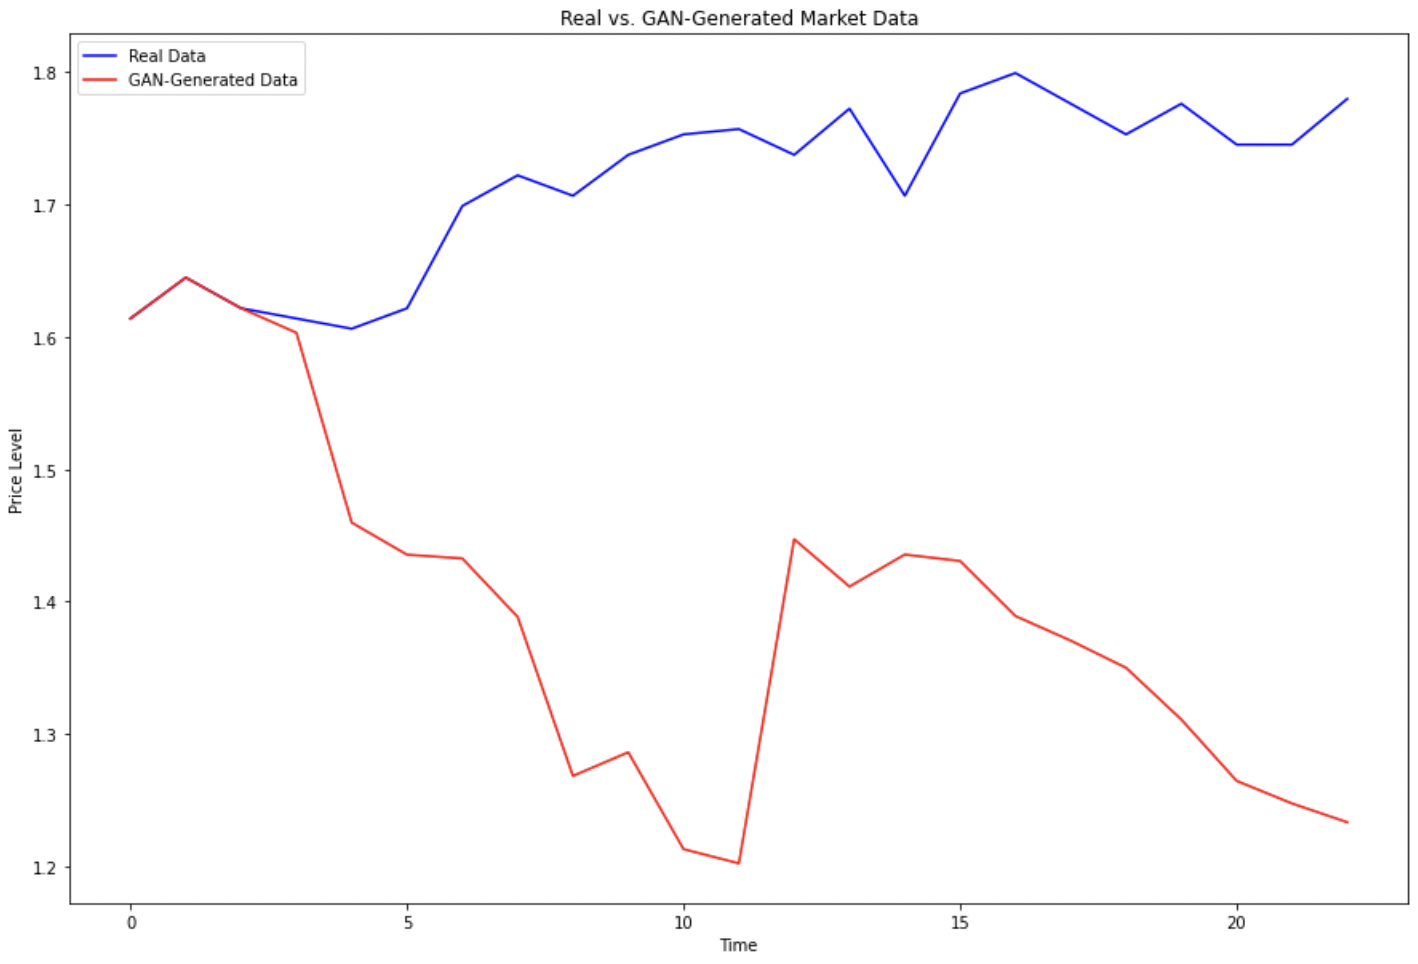 Real vs. GAN-Generated Market Data
Real Data
GAN-Generated Data
Price Level
1.8
1.7
1.6
1.5
1.4
1.3
1.2
0 5 10 15 20
Time